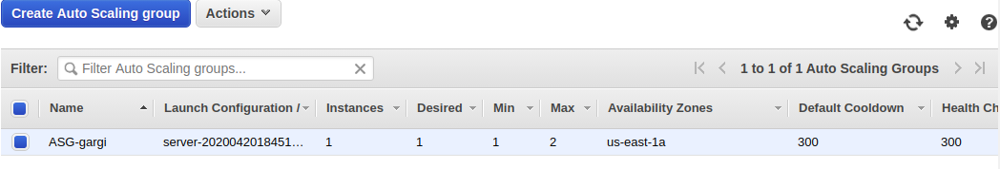 Create Auto Scaling group Actions
Filter: Filter Auto Scaling groups... 1 to 1 of 1 Auto Scaling Groups
Name Launch Configuration / Instances Desired Min Max Availability Zones Default Cooldown Health Ch
ASG-gargi server-2020042018451... 1 1 1 2 us-east-1a 300 300